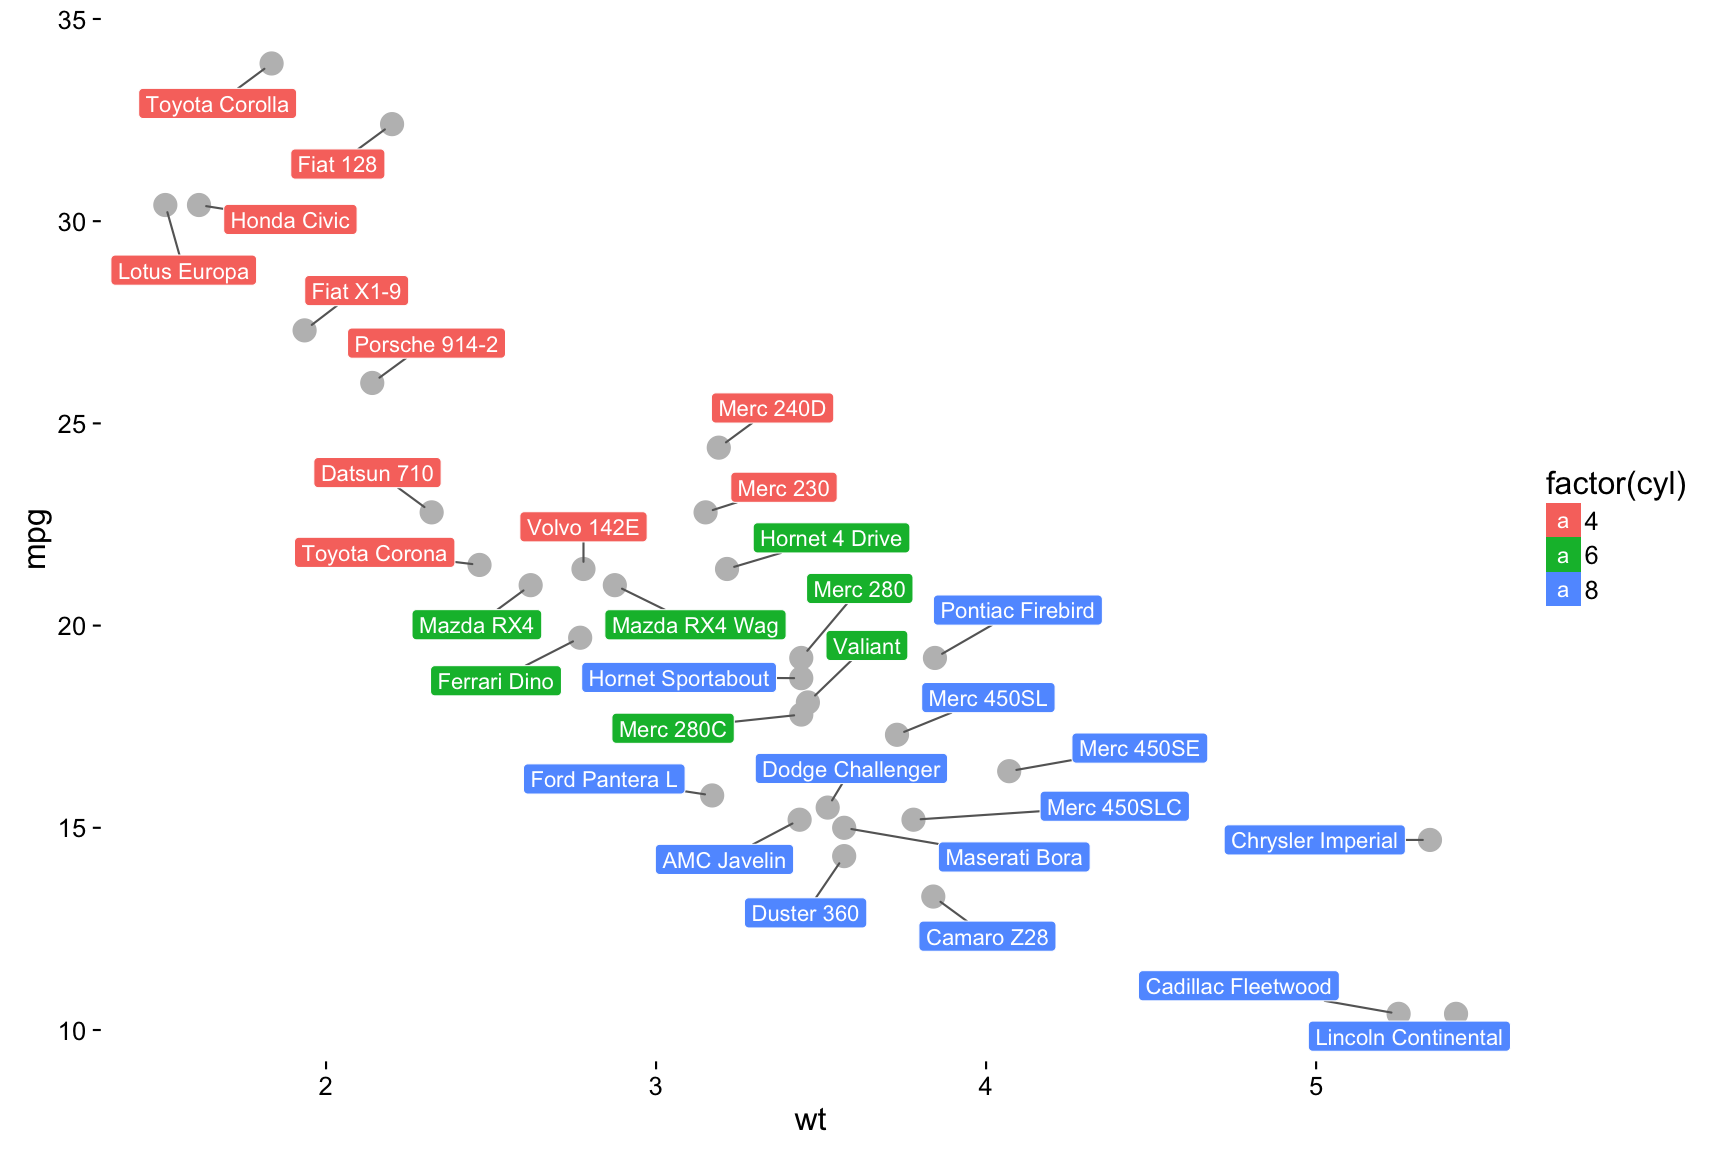 35
Toyota Corolla
Fiat 128
30
Honda Civic
Lotus Europa
Fiat X1-9
Porsche 914-2
25
Merc 240D
Datsun 710
Merc 230
Volvo 142E
Hornet 4 Drive
Toyota Corona
Merc 280
Pontiac Firebird
20
Mazda RX4
Mazda RX4 Wag
Valiant
Hornet Sportabout
Ferrari Dino
Merc 450SL
Merc 280C
Merc 450SE
Dodge Challenger
Ford Pantera L
Merc 450SLC
15
Chrysler Imperial
AMC Javelin
Maserati Bora
Duster 360
Camaro Z28
Cadillac Fleetwood
10
Lincoln Continental
2
3
4
5
wt
mpg
factor(cyl)
a 4
a 6
a 8